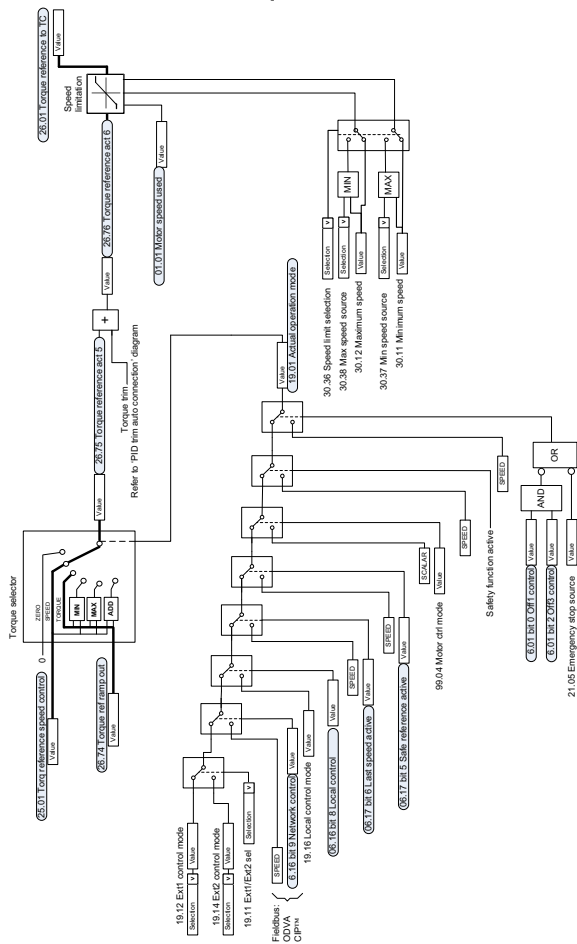 Torque selector
25.01 Torq reference speed control
Value
0
ZERO
SPEED
TORQUE
MIN
MAX
ADD
26.74 Torque ref ramp out
Value
Value
26.75 Torque reference act 5
+
Torque trim
Refer to 'PID trim auto connection' diagram
Value
26.76 Torque reference act 6
01.01 Motor speed used
Value
Speed
limitation
26.01 Torque reference to TC
Value
19.12 Ext1 control mode
Selection v Value
19.14 Ext2 control mode
Selection v Value
19.11 Ext1/Ext2 sel
Selection v
Fieldbus:
ODVA
CIP™
SPEED
6.16 bit 9 Network control
Value
19.16 Local control mode
Value
06.16 bit 8 Local control
Value
SPEED
06.17 bit 6 Last speed active
Value
SPEED
06.17 bit 5 Safe reference active
Value
SCALAR
99.04 Motor ctrl mode
Value
SPEED
Safety function active
SPEED
6.01 bit 0 Off1 control
Value
6.01 bit 2 Off3 control
Value
AND
21.05 Emergency stop source
Value
OR
Value
19.01 Actual operation mode
30.36 Speed limit selection
Selection v
30.38 Max speed source
Selection v
30.12 Maximum speed
Value
MIN
30.37 Min speed source
Selection v
30.11 Minimum speed
Value
MAX